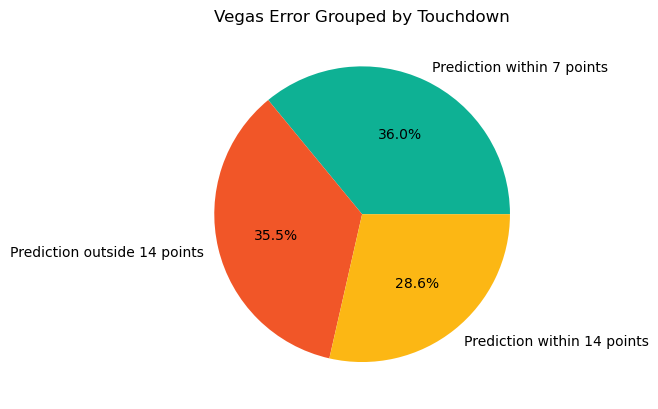 Vegas Error Grouped by Touchdown
Prediction within 7 points
36.0%
35.5%
Prediction outside 14 points
28.6%
Prediction within 14 points